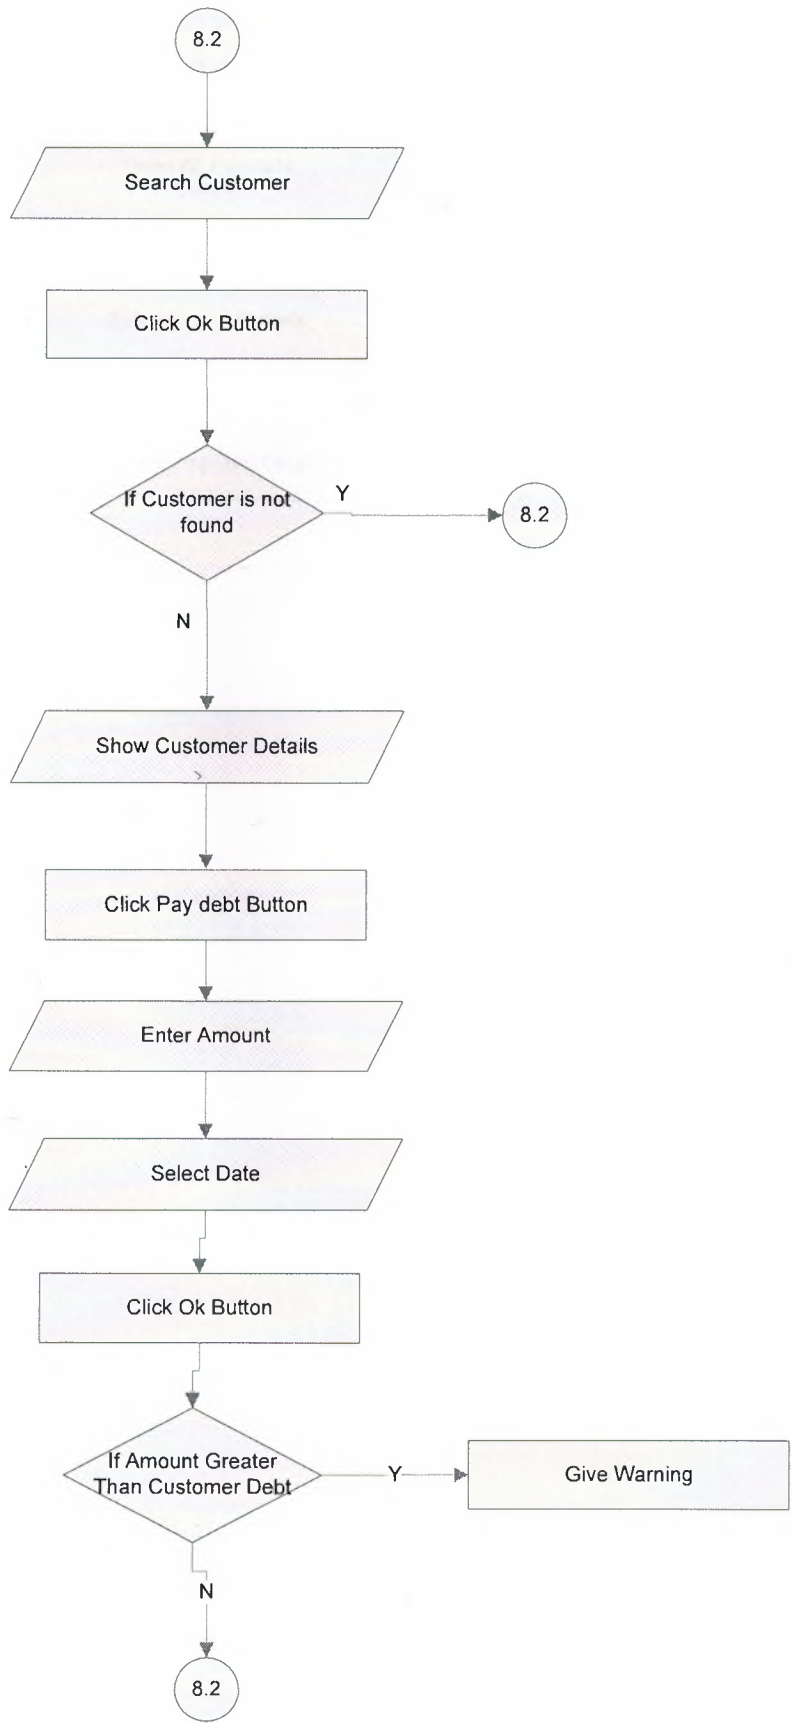 8.2
Search Customer
Click Ok Button
If Customer is not
found
Y
8.2
N
Show Customer Details
Click Pay debt Button
Enter Amount
Select Date
Click Ok Button
If Amount Greater
Than Customer Debt
Y
Give Warning
N
8.2